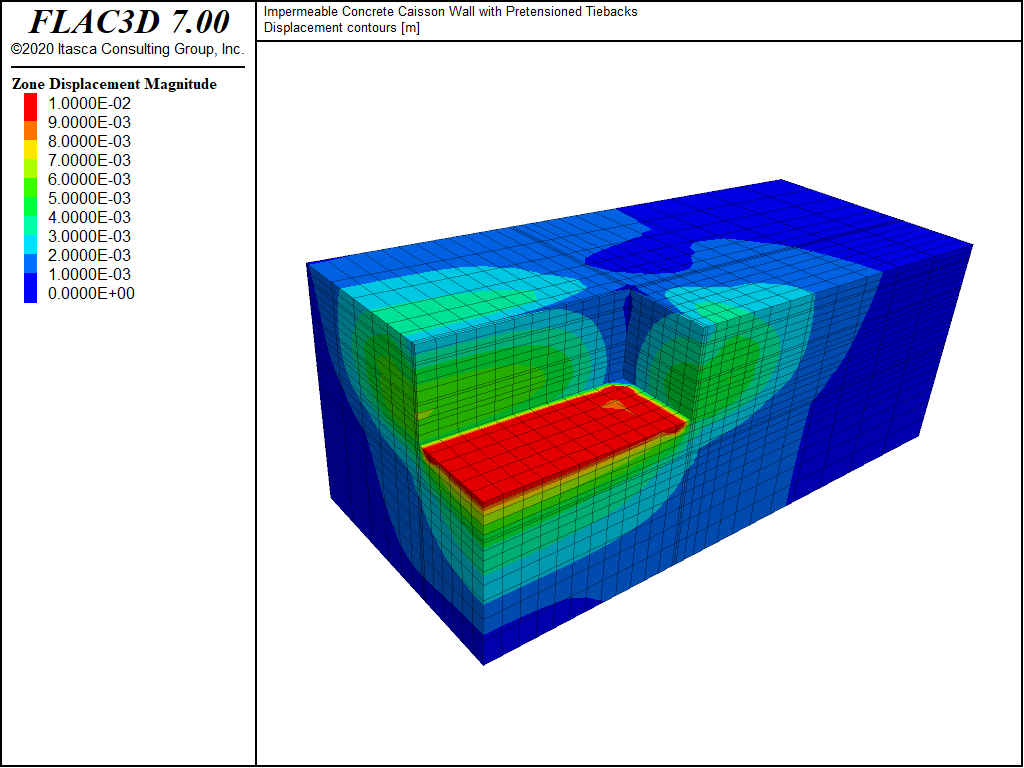 FLAC3D 7.00
©2020 Itasca Consulting Group, Inc.
Zone Displacement Magnitude
1.0000E-02
9.0000E-03
8.0000E-03
7.0000E-03
6.0000E-03
5.0000E-03
4.0000E-03
3.0000E-03
2.0000E-03
1.0000E-03
0.0000E+00
Impermeable Concrete Caisson Wall with Pretensioned Tiebacks
Displacement contours [m]